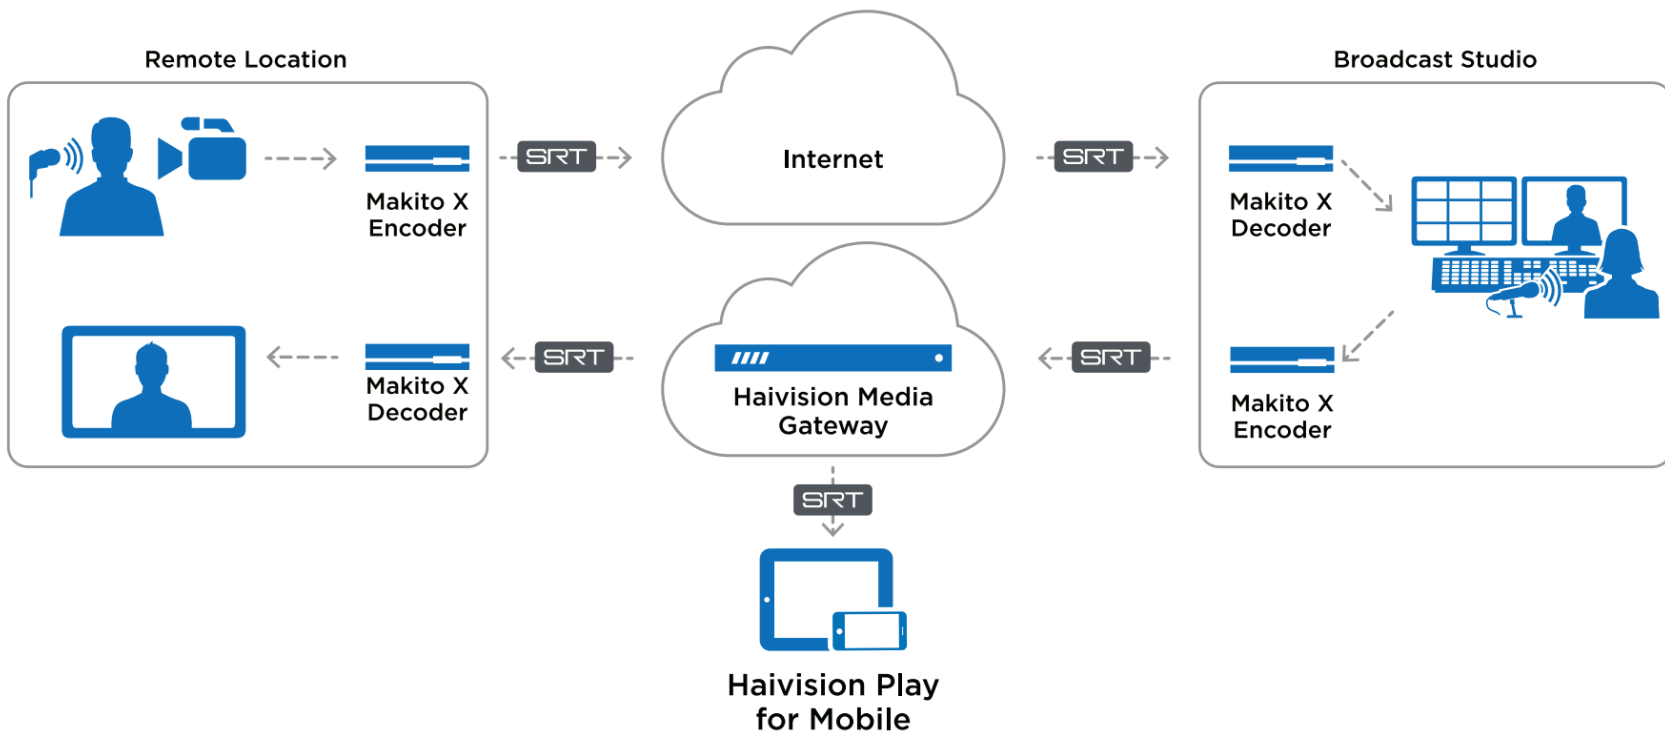 Remote Location
Broadcast Studio
Internet
SRT
SRT
Makito X
Encoder
Makito X
Decoder
SRT
SRT
Makito X
Decoder
Haivision Media
Gateway
Makito X
Encoder
SRT
Haivision Play
for Mobile